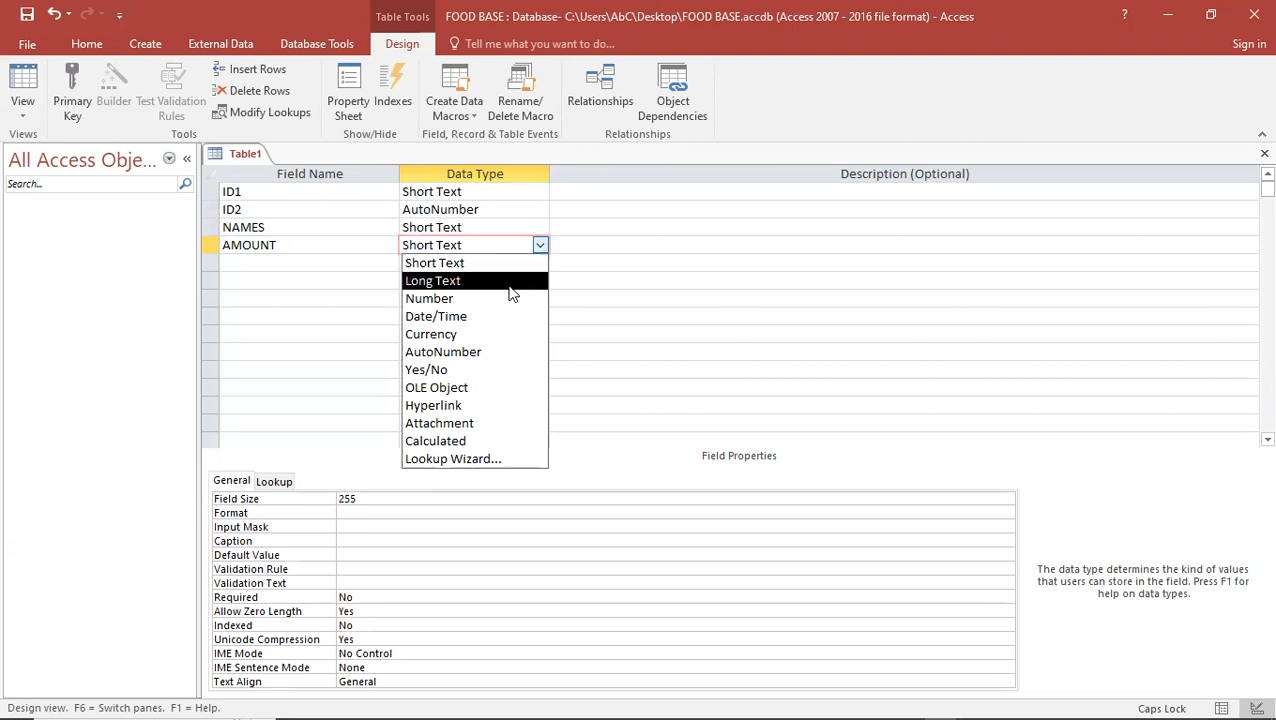 Table Tools
FOOD BASE : Database- C:\Users\AbC\Desktop\FOOD BASE.accdb (Access 2007 - 2016 file format) - Access
?
File
Home
Create
External Data
Database Tools
Design
Tell me what you want to do...
Sign in
View
Primary Key
Builder
Test Validation Rules
Insert Rows
Delete Rows
Modify Lookups
Property Sheet
Indexes
Create Data Macros
Rename/ Delete Macro
Relationships
Object Dependencies
Views
Tools
Show/Hide
Field, Record & Table Events
Relationships
All Access Obje...
Search...
Table1
Field Name
Data Type
Description (Optional)
ID1
Short Text
ID2
AutoNumber
NAMES
Short Text
AMOUNT
Short Text
Short Text
Long Text
Number
Date/Time
Currency
AutoNumber
Yes/No
OLE Object
Hyperlink
Attachment
Calculated
Lookup Wizard...
Field Properties
General
Lookup
Field Size
255
Format
Input Mask
Caption
Default Value
Validation Rule
Validation Text
Required
No
Allow Zero Length
Yes
Indexed
No
Unicode Compression
Yes
IME Mode
No Control
IME Sentence Mode
None
Text Align
General
The data type determines the kind of values
that users can store in the field. Press F1 for
help on data types.
Design view. F6 = Switch panes. F1 = Help.
Caps Lock